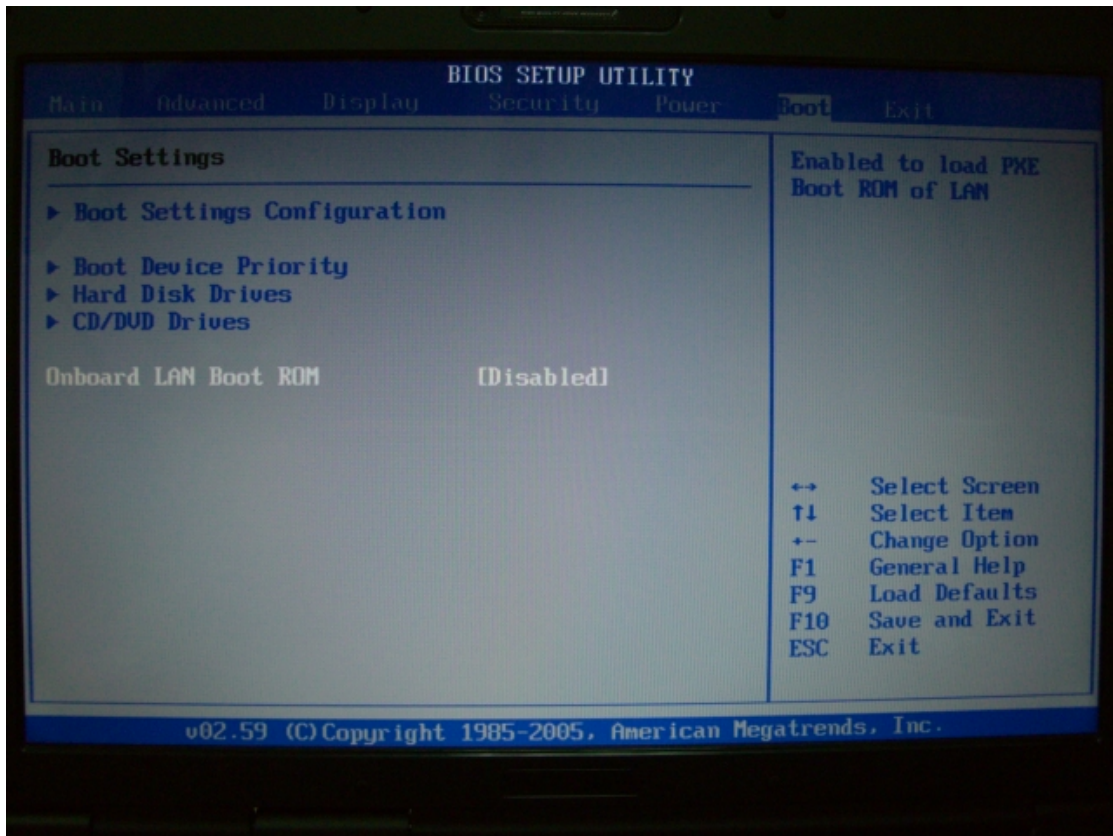 BIOS SETUP UTILITY
Main Advanced Display Security Power Boot Exit
Boot Settings
Boot Settings Configuration
Boot Device Priority
Hard Disk Drives
CD/DVD Drives
Onboard LAN Boot ROM [Disabled]
Enabled to load PXE
Boot ROM of LAN
←→ Select Screen
↑↓ Select Item
+- Change Option
F1 General Help
F9 Load Defaults
F10 Save and Exit
ESC Exit
v02.59 (C)Copyright 1985-2005, American Megatrends, Inc.